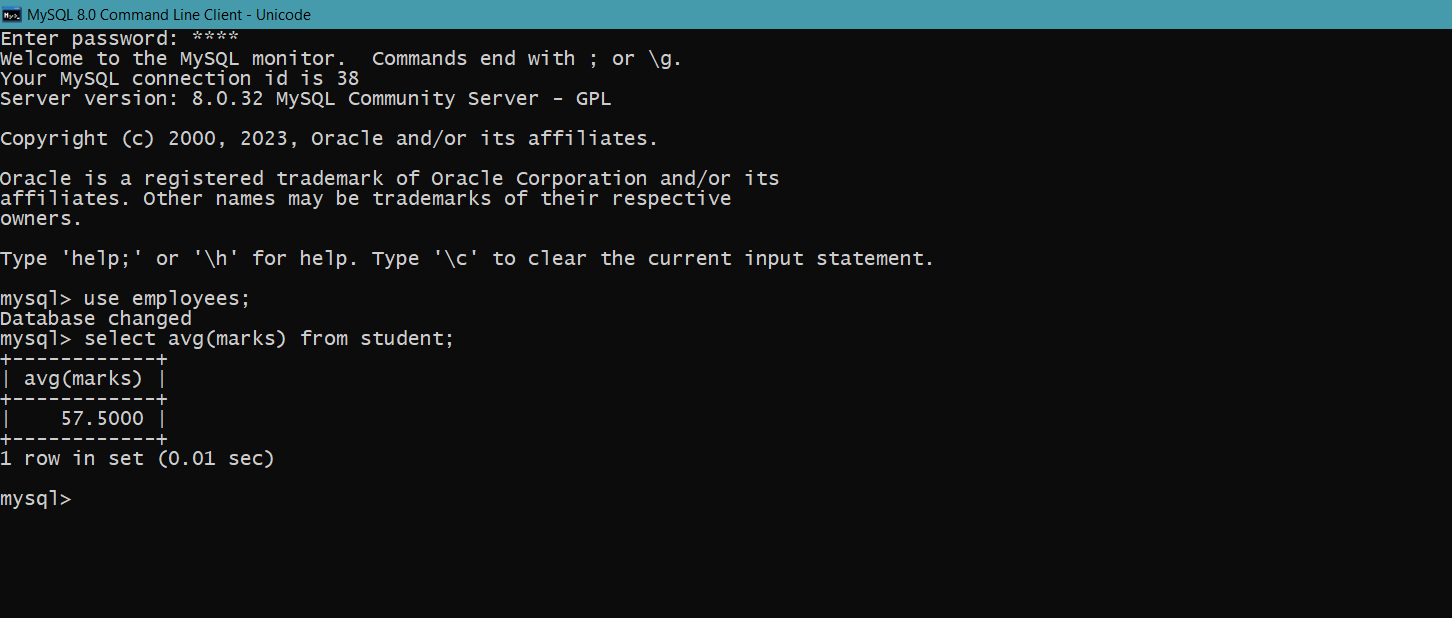 MySQL 8.0 Command Line Client - Unicode
Enter password: ****
Welcome to the MySQL monitor.  Commands end with ; or \g.
Your MySQL connection id is 38
Server version: 8.0.32 MySQL Community Server - GPL
Copyright (c) 2000, 2023, Oracle and/or its affiliates.
Oracle is a registered trademark of Oracle Corporation and/or its
affiliates. Other names may be trademarks of their respective
owners.
Type 'help;' or '\h' for help. Type '\c' to clear the current input statement.
mysql> use employees;
Database changed
mysql> select avg(marks) from student;
+------------+
| avg(marks) |
+------------+
|    57.5000 |
+------------+
1 row in set (0.01 sec)
mysql>